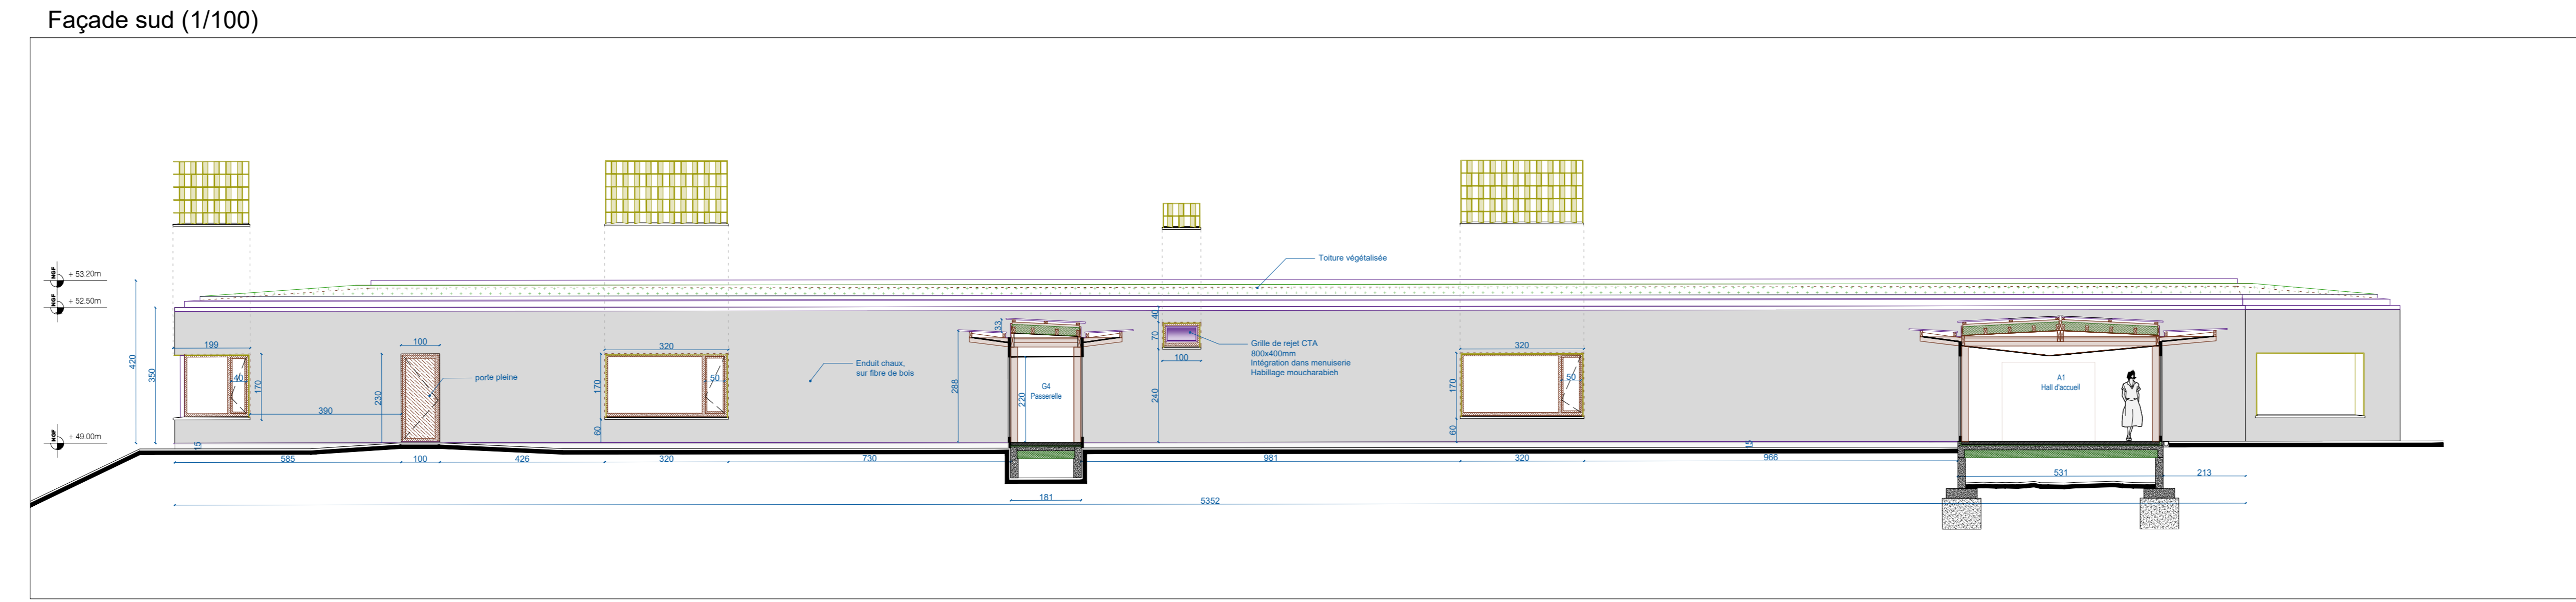 Façade sud (1/100)
Toiture végétalisée
NGF + 53.20m
NGF + 52.50m
40
33
70
199
100
320
320
Grille de rejet CTA
800x400mm
Intégration dans menuiserie
Habillage moucharabieh
100
420
350
Enduit chaux,
sur fibre de bois
40
170
porte pleine
170
50
288
G4
Passerelle
170
50
A1
Hall d'accueil
390
230
220
240
60
60
NGF + 49.00m
15
15
585
100
426
320
730
981
320
966
531
213
181
5352